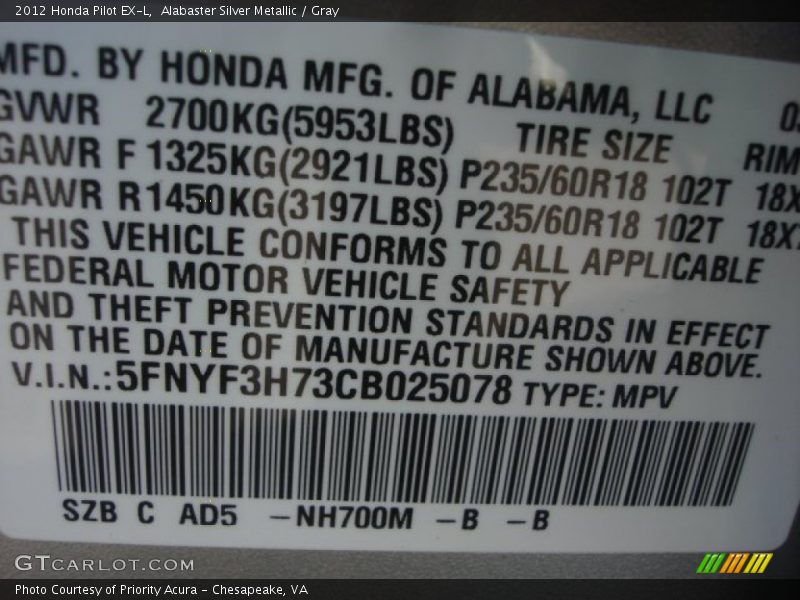 2012 Honda Pilot EX-L, Alabaster Silver Metallic / Gray
MFD. BY HONDA MFG. OF ALABAMA, LLC
GVWR 2700KG(5953LBS) TIRE SIZE RIM
GAWR F 1325KG(2921LBS) P235/60R18 102T 18X
GAWR R 1450KG(3197LBS) P235/60R18 102T 18X
THIS VEHICLE CONFORMS TO ALL APPLICABLE
FEDERAL MOTOR VEHICLE SAFETY
AND THEFT PREVENTION STANDARDS IN EFFECT
ON THE DATE OF MANUFACTURE SHOWN ABOVE.
V.I.N.:5FNYF3H73CB025078 TYPE: MPV
SZB C AD5 -NH700M -B -B
GTCARLOT.COM
Photo Courtesy of Priority Acura - Chesapeake, VA